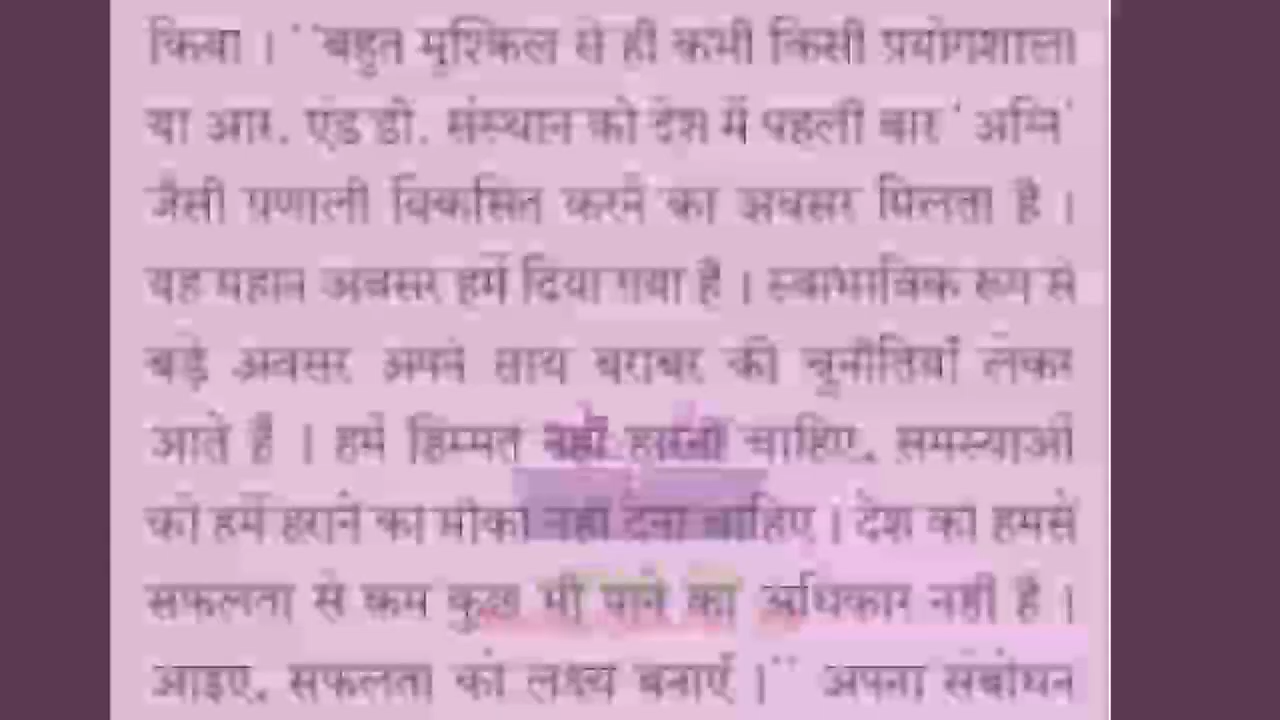 किया । ``बहुत मुश्किल से ही कभी किसी प्रयोगशाला
या आर. एंड डी. संस्थान को देश में पहली बार ' अग्नि'
जैसी प्रणाली विकसित करने का अवसर मिलता है ।
यह महान अवसर हमें दिया गया है । स्वाभाविक रूप से
बड़े अवसर अपने साथ बराबर की चुनौतियाँ लेकर
आते हैं । हमें हिम्मत नहीं हारनी चाहिए, समस्याओं
को हमें हराने का मौका नहीं देना चाहिए । देश को हमसे
सफलता से कम कुछ भी पाने का अधिकार नहीं है ।
आइए, सफलता को लक्ष्य बनाएँ ।'' अपना संबोधन